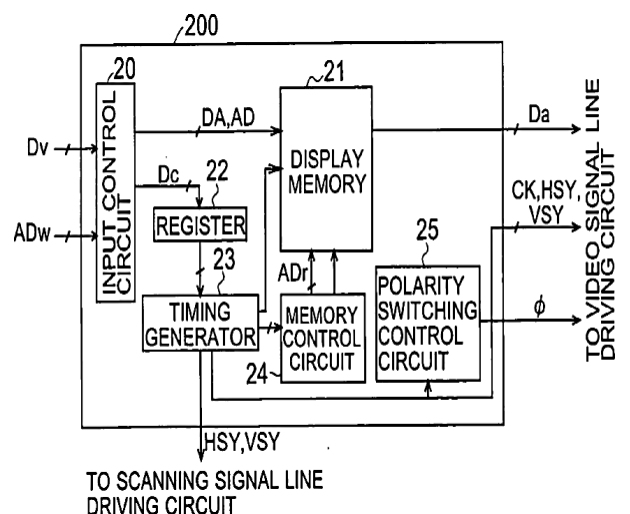 200
20
INPUT CONTROL
CIRCUIT
Dv
ADw
DA,AD
Dc
22
REGISTER
23
TIMING
GENERATOR
21
DISPLAY
MEMORY
ADr
MEMORY
CONTROL
CIRCUIT
24
25
POLARITY
SWITCHING
CONTROL
CIRCUIT
Da
CK,HSY,
VSY
ϕ
TO VIDEO SIGNAL LINE
DRIVING CIRCUIT
HSY,VSY
TO SCANNING SIGNAL LINE
DRIVING CIRCUIT